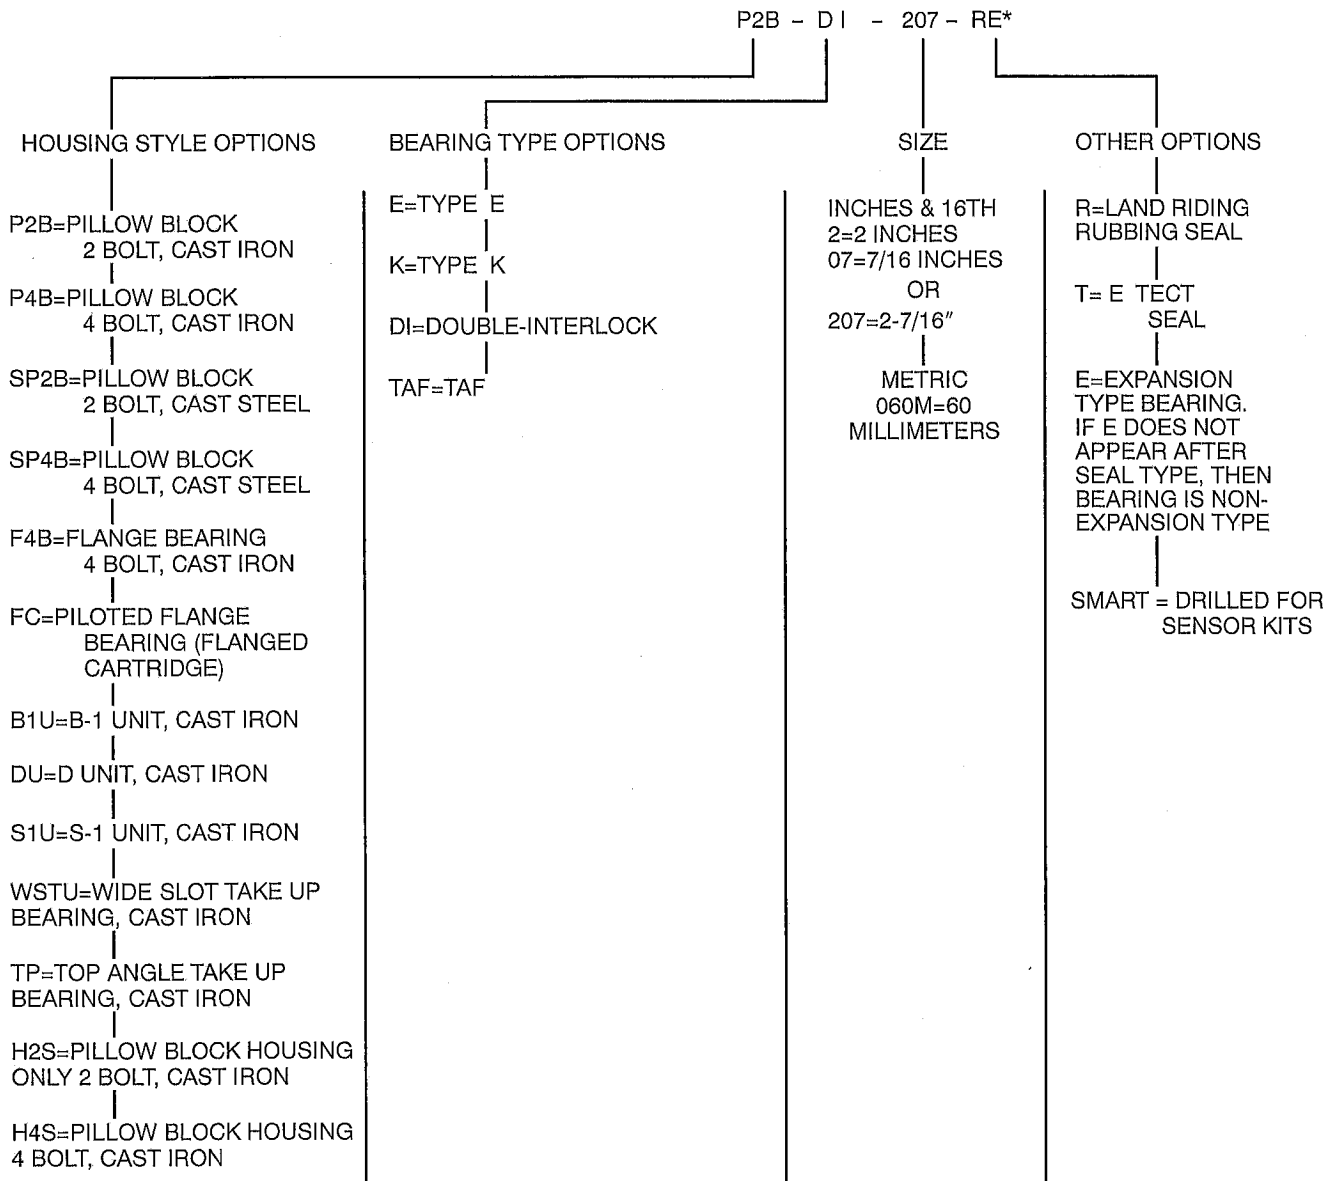 P2B - DI - 207 - RE*
HOUSING STYLE OPTIONS
P2B=PILLOW BLOCK
2 BOLT, CAST IRON
P4B=PILLOW BLOCK
4 BOLT, CAST IRON
SP2B=PILLOW BLOCK
2 BOLT, CAST STEEL
SP4B=PILLOW BLOCK
4 BOLT, CAST STEEL
F4B=FLANGE BEARING
4 BOLT, CAST IRON
FC=PILOTED FLANGE
BEARING (FLANGED
CARTRIDGE)
B1U=B-1 UNIT, CAST IRON
DU=D UNIT, CAST IRON
S1U=S-1 UNIT, CAST IRON
WSTU=WIDE SLOT TAKE UP
BEARING, CAST IRON
TP=TOP ANGLE TAKE UP
BEARING, CAST IRON
H2S=PILLOW BLOCK HOUSING
ONLY 2 BOLT, CAST IRON
H4S=PILLOW BLOCK HOUSING
4 BOLT, CAST IRON
BEARING TYPE OPTIONS
E=TYPE E
K=TYPE K
DI=DOUBLE-INTERLOCK
TAF=TAF
SIZE
INCHES & 16TH
2=2 INCHES
07=7/16 INCHES
OR
207=2-7/16"
METRIC
060M=60
MILLIMETERS
OTHER OPTIONS
R=LAND RIDING
RUBBING SEAL
T= E TECT
SEAL
E=EXPANSION
TYPE BEARING.
IF E DOES NOT
APPEAR AFTER
SEAL TYPE, THEN
BEARING IS NON-
EXPANSION TYPE
SMART = DRILLED FOR
SENSOR KITS